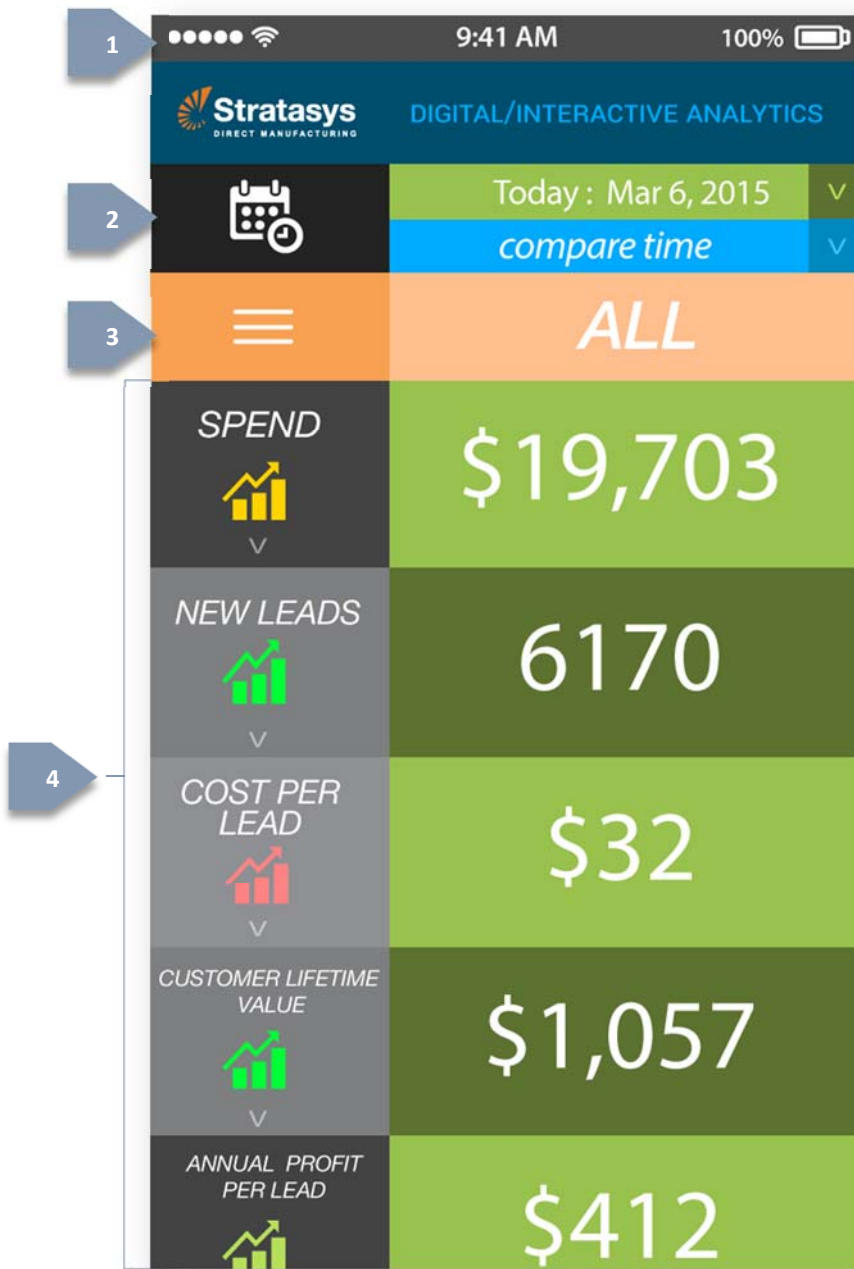 1
9:41 AM 100%
Stratasys
DIRECT MANUFACTURING
DIGITAL/INTERACTIVE ANALYTICS
2
Today : Mar 6, 2015
compare time
3
ALL
SPEND
$19,703
NEW LEADS
6170
4
COST PER
LEAD
$32
CUSTOMER LIFETIME
VALUE
$1,057
ANNUAL PROFIT
PER LEAD
$412